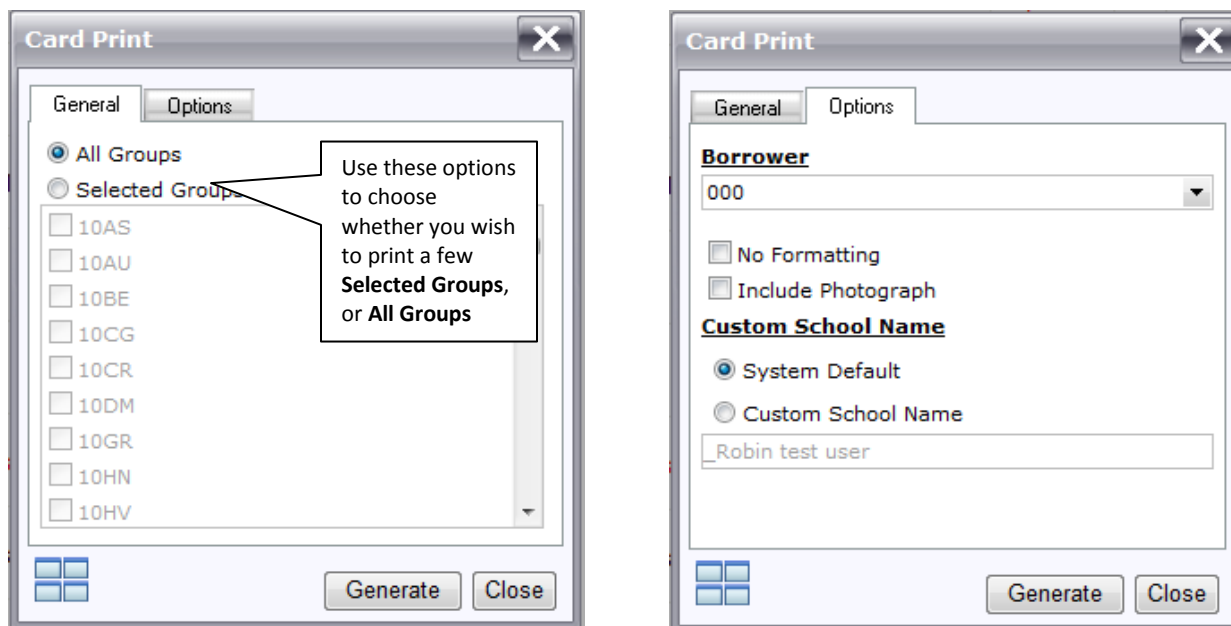 Card Print
General
Options
All Groups
Selected Groups
10AS
10AU
10BE
10CG
10CR
10DM
10GR
10HN
10HV
Use these options
to choose
whether you wish
to print a few
Selected Groups,
or All Groups
Generate
Close
Card Print
General
Options
Borrower
000
No Formatting
Include Photograph
Custom School Name
System Default
Custom School Name
_Robin test user
Generate
Close